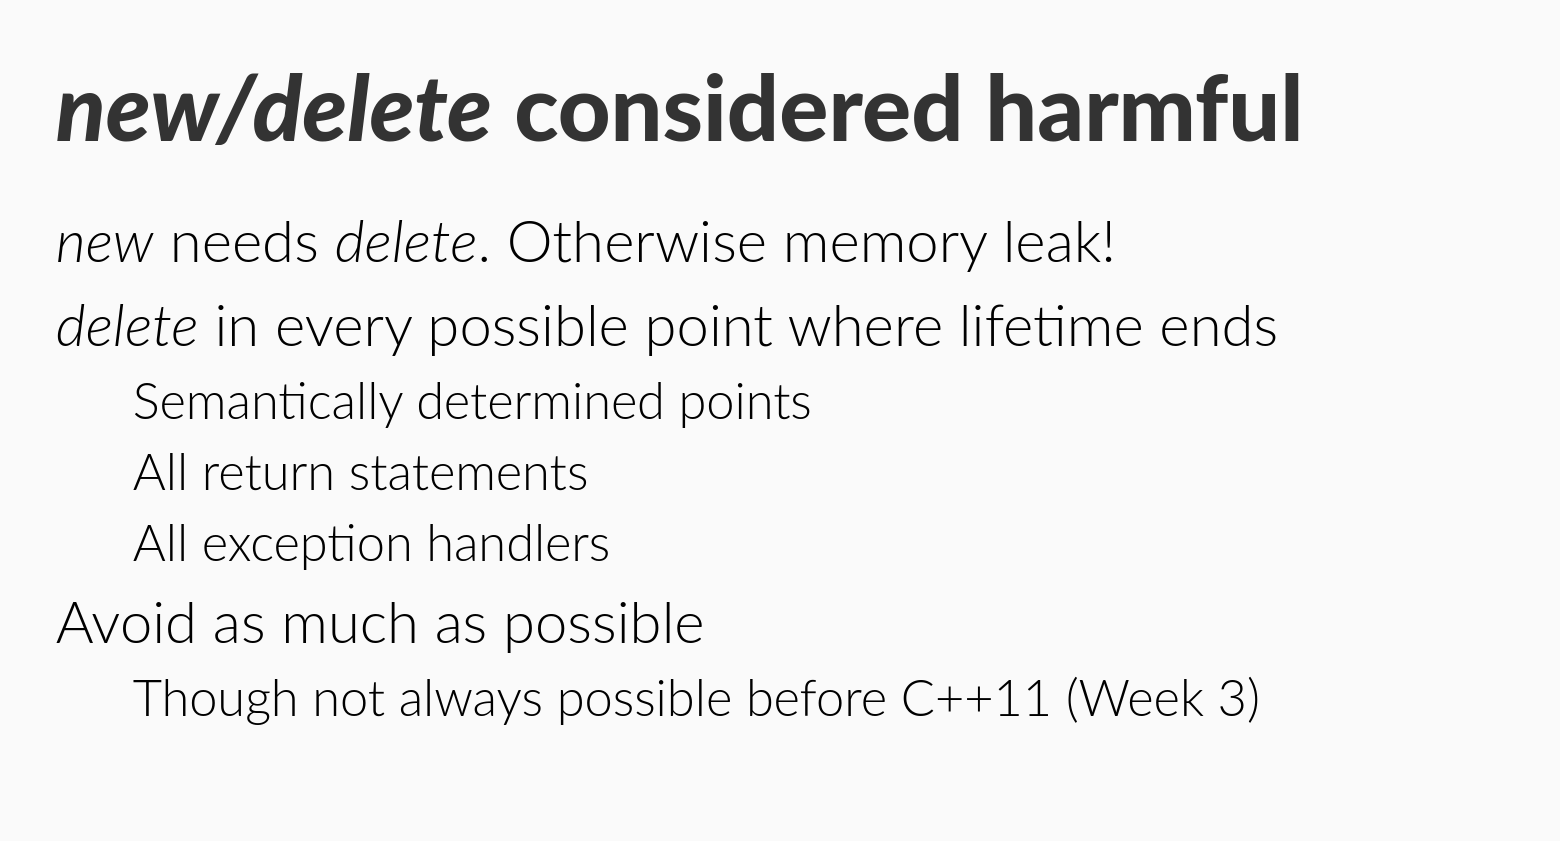 new/delete considered harmful
new needs delete. Otherwise memory leak!
delete in every possible point where lifetime ends
Semantically determined points
All return statements
All exception handlers
Avoid as much as possible
Though not always possible before C++11 (Week 3)